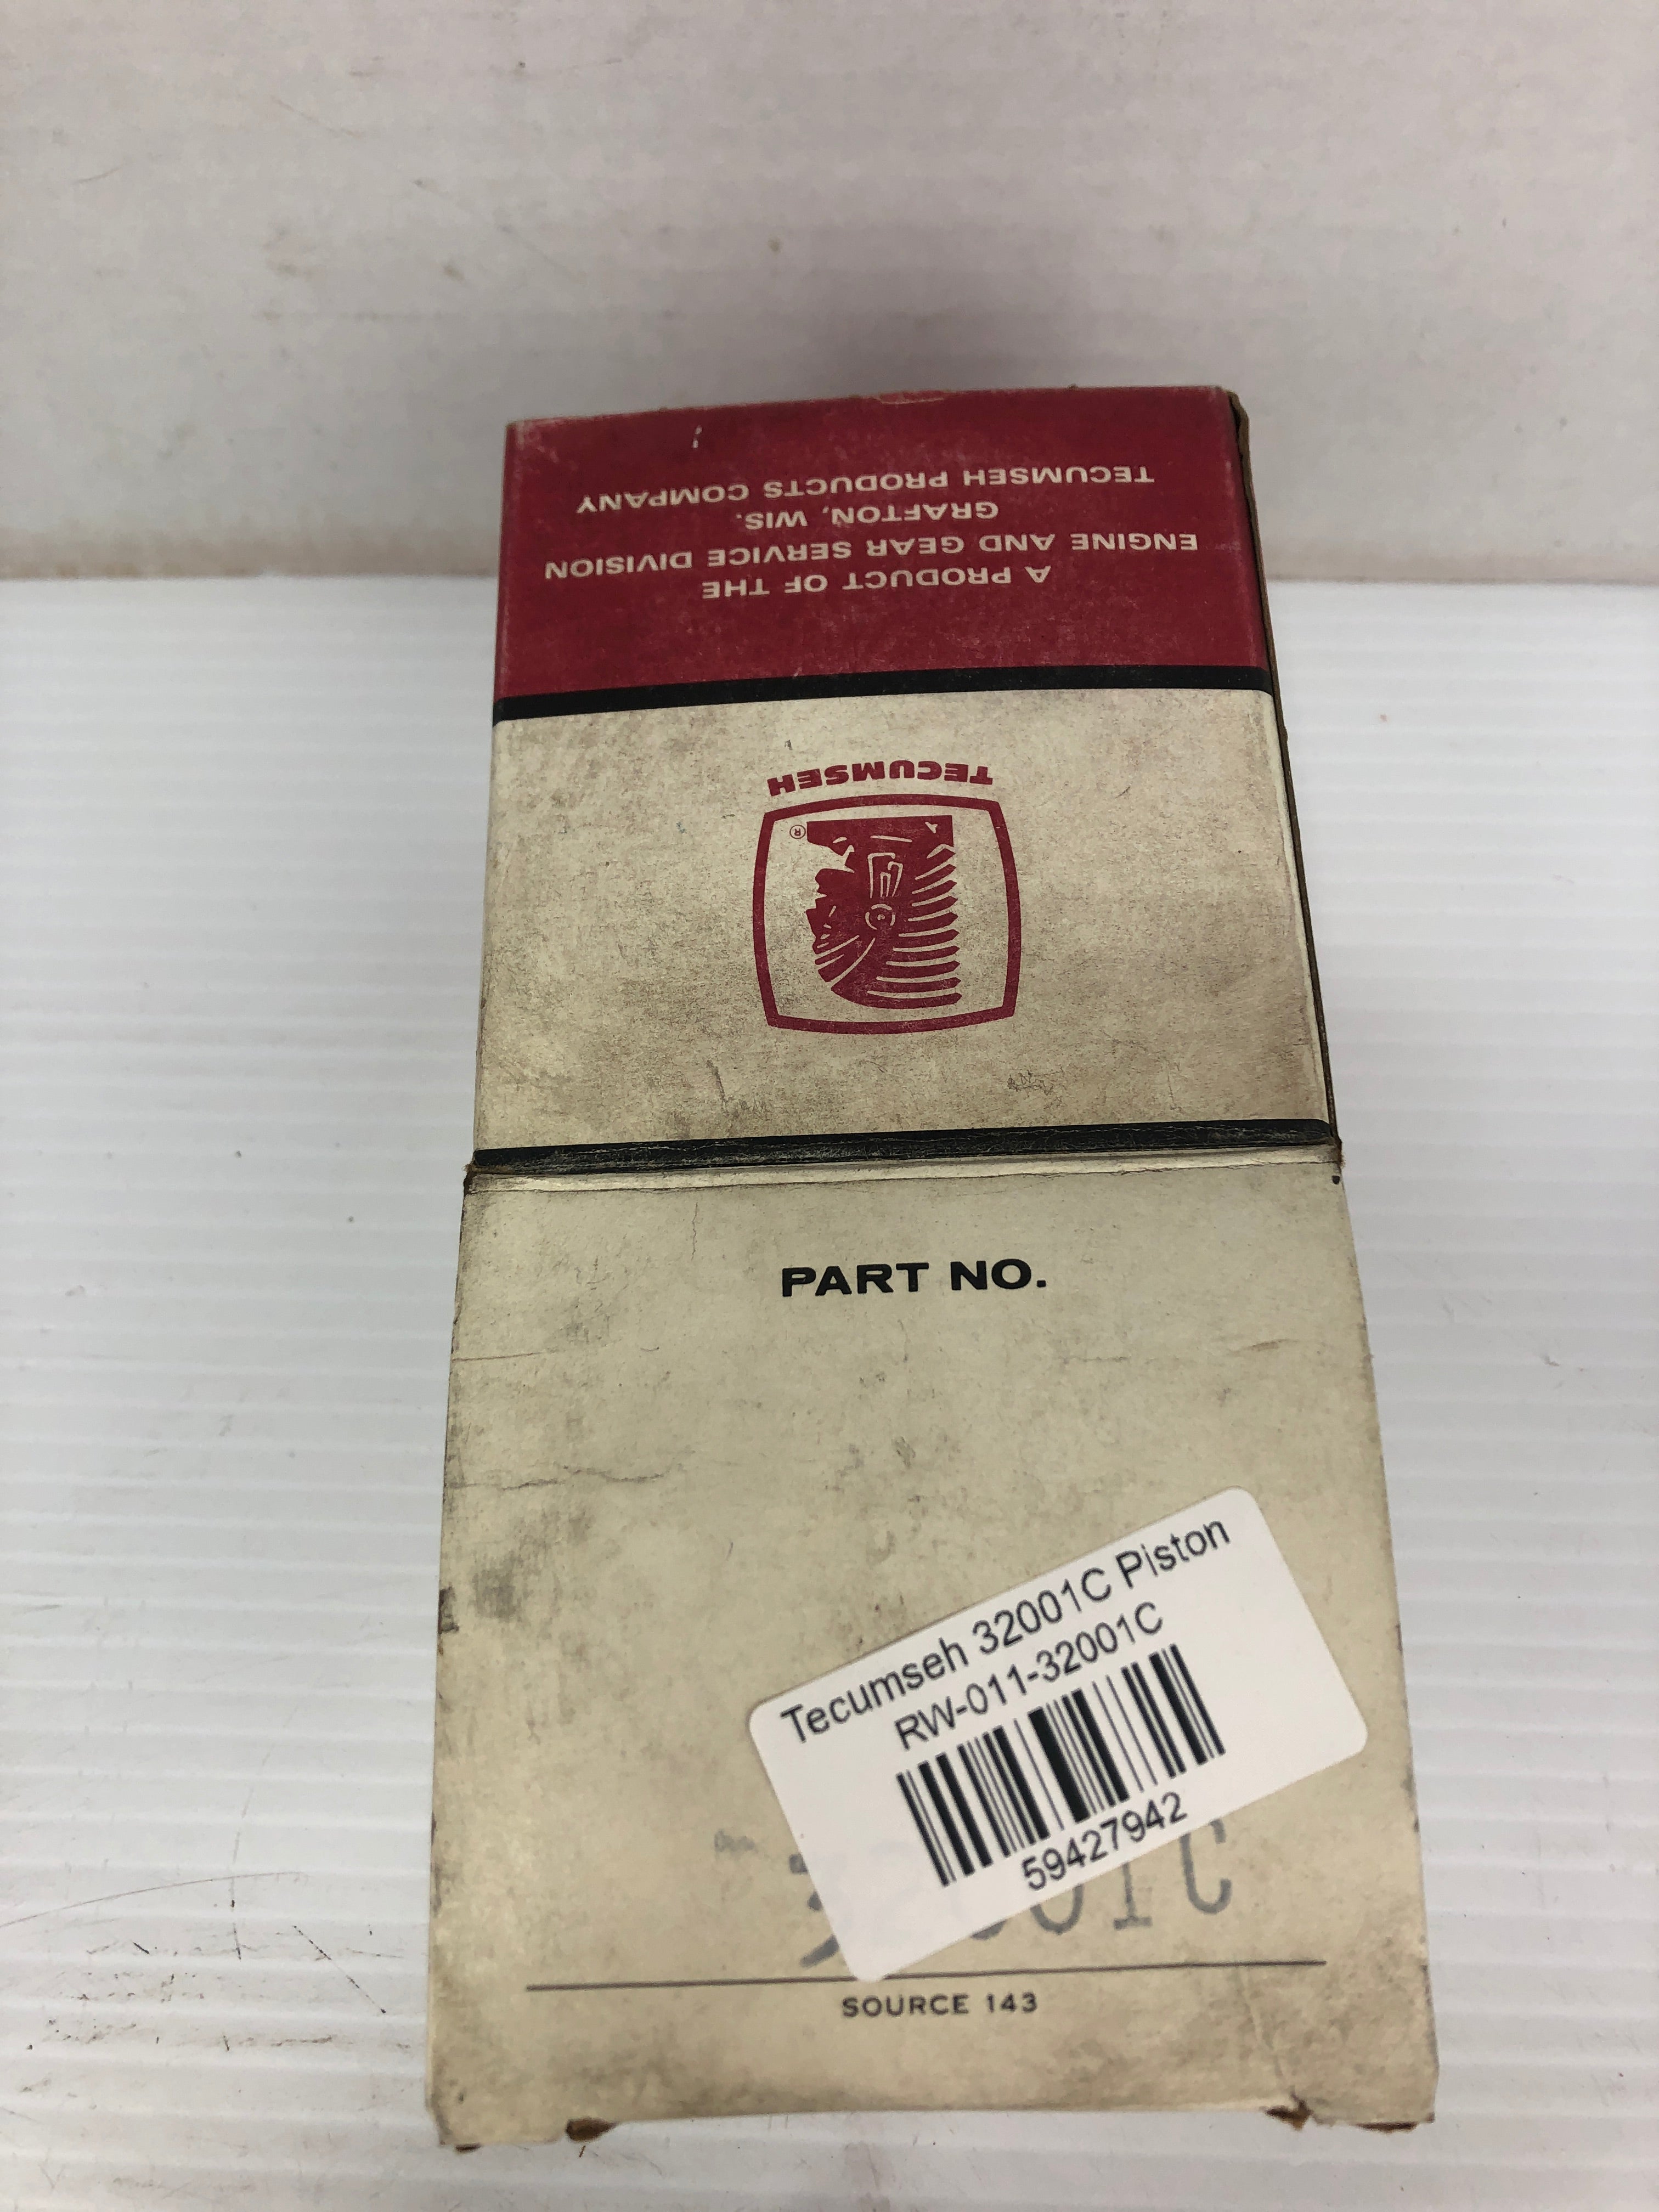 TECUMSEH PRODUCTS COMPANY
GRAFTON, WIS.
ENGINE AND GEAR SERVICE DIVISION
A PRODUCT OF THE
TECUMSEH
®
PART NO.
Tecumseh 32001C Piston
RW-011-32001C
59427942
01C
SOURCE 143